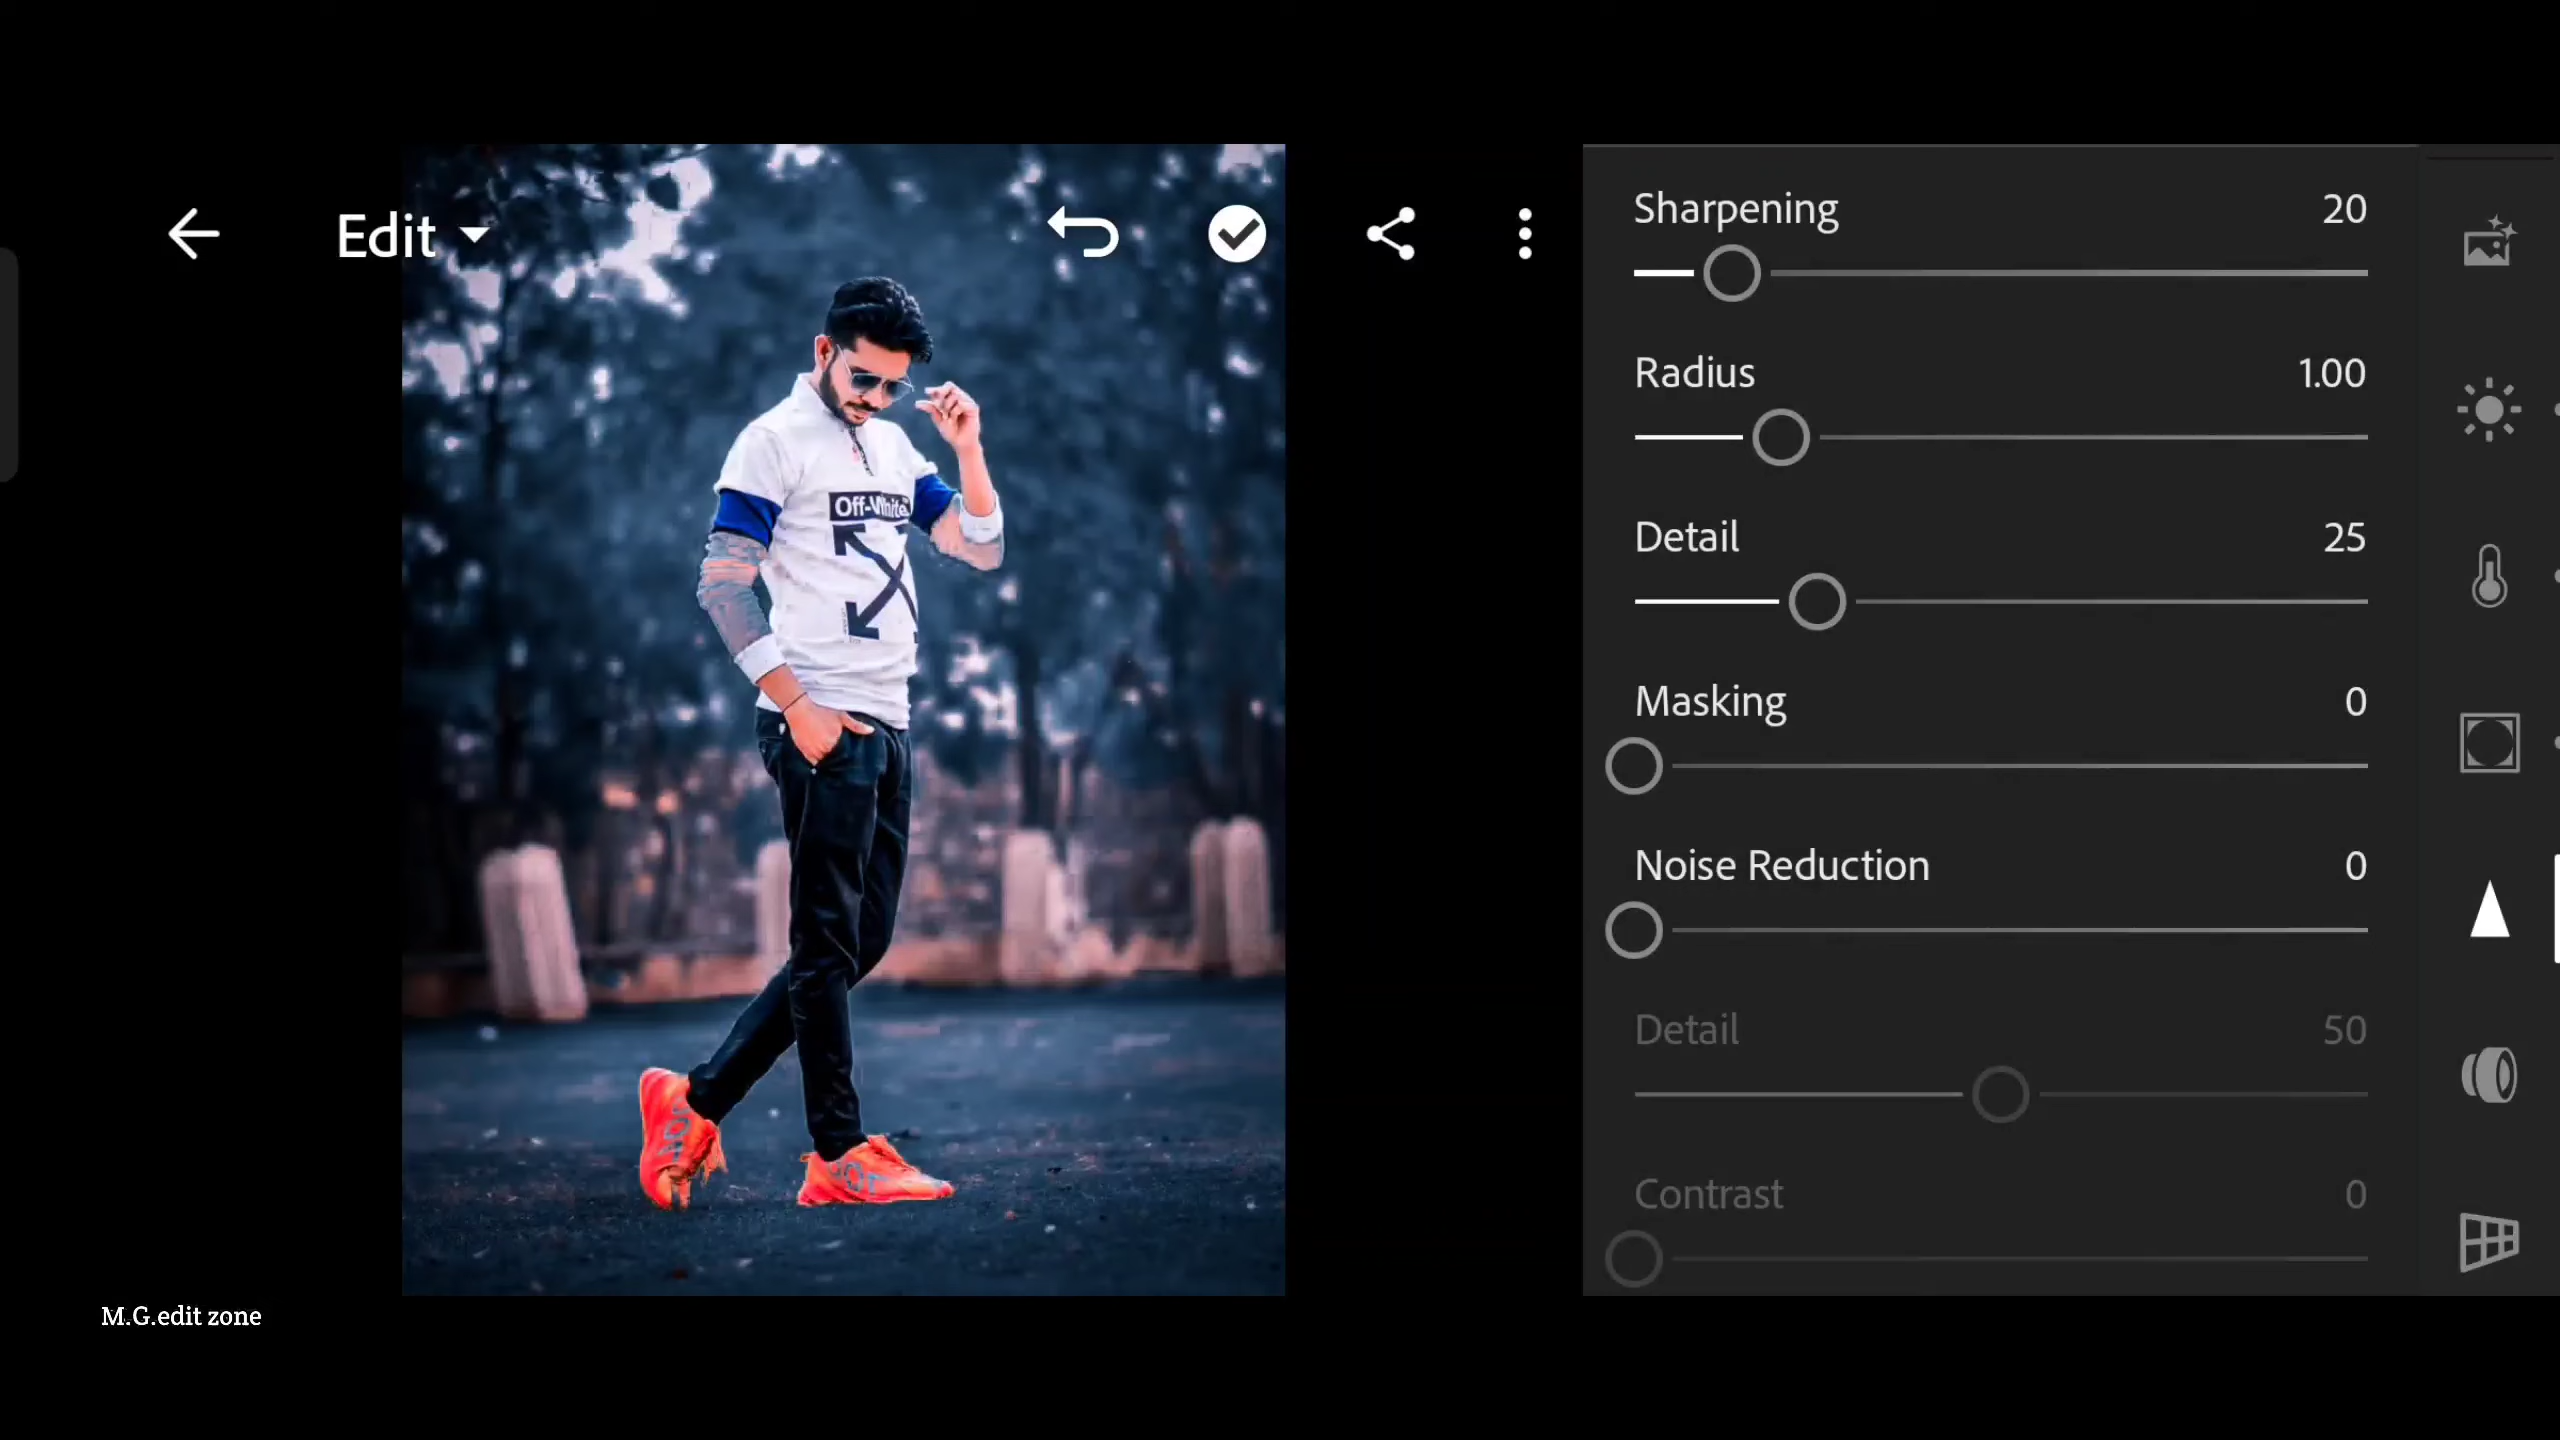 Edit
Sharpening 20
Radius 1.00
Detail 25
Masking 0
Noise Reduction 0
Detail 50
Contrast 0
Off-White
M.G.edit zone